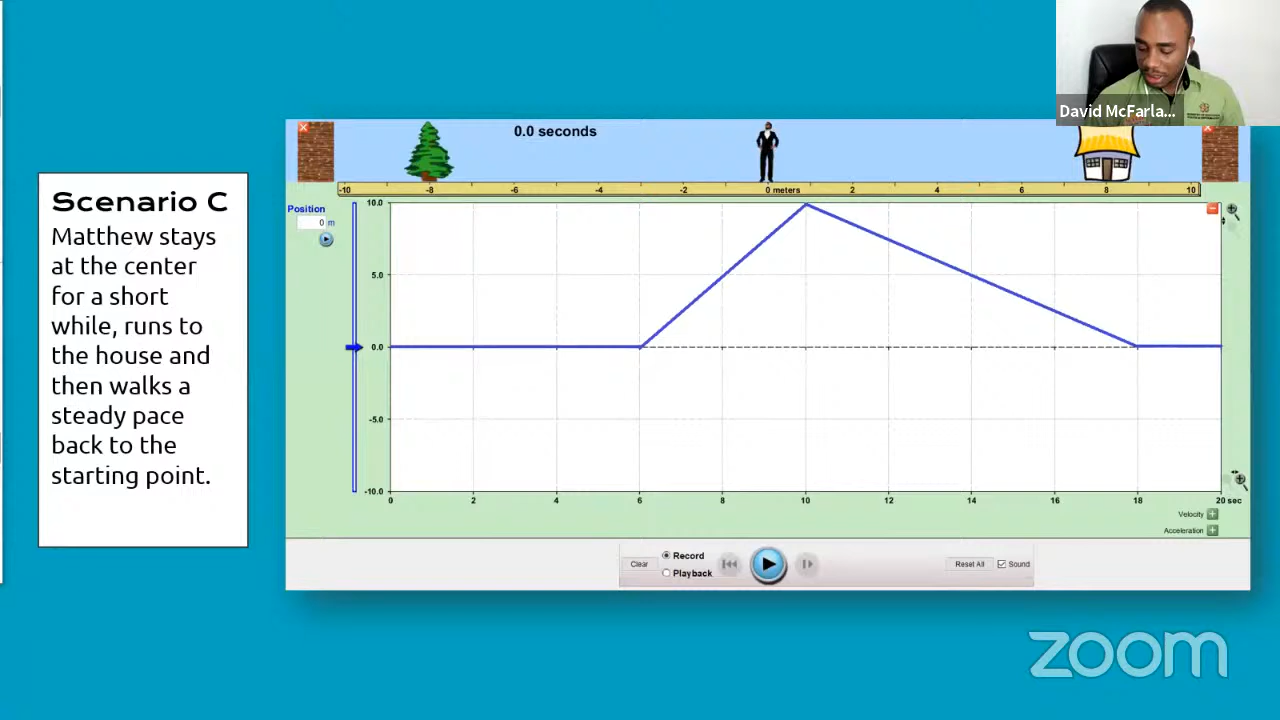 David McFarla...
Scenario C
Matthew stays
at the center
for a short
while, runs to
the house and
then walks a
steady pace
back to the
starting point.
0.0 seconds
-10 -8 -6 -4 -2 0 meters 2 4 6 8 10
Position
0 m
10.0
5.0
0.0
-5.0
-10.0
0 2 4 6 8 10 12 14 16 18 20 sec
Velocity
Acceleration
Clear
Record
Playback
Reset All
Sound
zoom